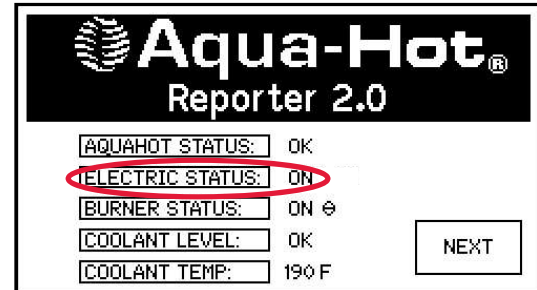 Aqua-Hot®
Reporter 2.0
AQUAHOT STATUS: OK
ELECTRIC STATUS: ON
BURNER STATUS: ON ⊖
COOLANT LEVEL: OK
COOLANT TEMP: 190 F
NEXT